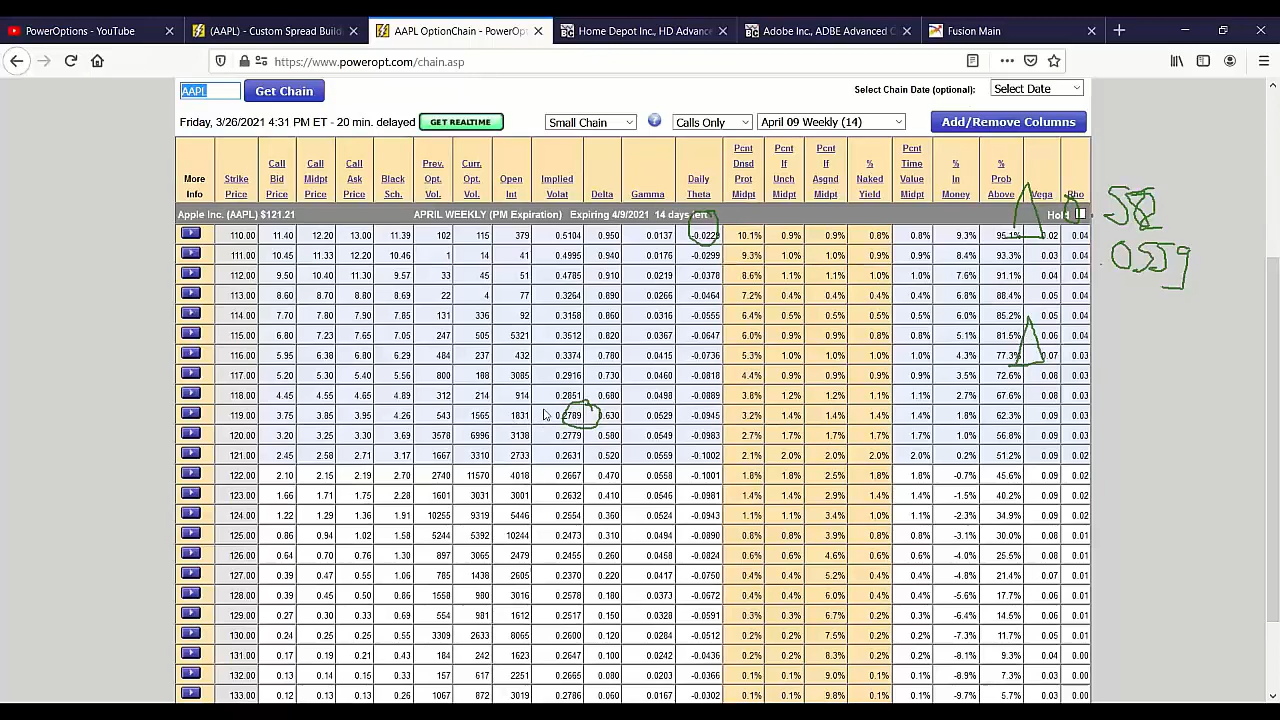 PowerOptions - YouTube × (AAPL) - Custom Spread Build × AAPL OptionChain - PowerOp × Home Depot Inc., HD Advance × Adobe Inc., ADBE Advanced C × Fusion Main ×
https://www.poweropt.com/chain.asp
AAPL Get Chain Select Chain Date (optional): Select Date
Friday, 3/26/2021 4:31 PM ET - 20 min. delayed GET REALTIME Small Chain Calls Only April 09 Weekly (14) Add/Remove Columns
More Info Strike Price Call Bid Price Call Midpt Price Call Ask Price Black Sch. Prev. Opt. Vol. Curr. Opt. Vol. Open Int Implied Volat Delta Gamma Daily Theta Pcnt Dnsd Prot Midpt Pcnt If Unch Midpt Pcnt If Asgnd Midpt % Naked Yield Pcnt Time Value Midpt % In Money % Prob Above Vega Rho
Apple Inc. (AAPL) $121.21 APRIL WEEKLY (PM Expiration) Expiring 4/9/2021 14 days left Hold
110.00 11.40 12.20 13.00 11.39 102 115 379 0.5104 0.950 0.0137 -0.022 10.1% 0.9% 0.9% 0.8% 0.8% 9.3% 95.1% 0.02 0.04
111.00 10.45 11.33 12.20 10.46 1 14 41 0.4995 0.940 0.0176 -0.0299 9.3% 1.0% 1.0% 0.9% 0.9% 8.4% 93.3% 0.03 0.04
112.00 9.50 10.40 11.30 9.57 33 45 51 0.4785 0.910 0.0219 -0.0378 8.6% 1.1% 1.1% 1.0% 1.0% 7.6% 91.1% 0.04 0.04
113.00 8.60 8.70 8.80 8.69 22 4 77 0.3264 0.890 0.0266 -0.0464 7.2% 0.4% 0.4% 0.4% 0.4% 6.8% 88.4% 0.05 0.04
114.00 7.70 7.80 7.90 7.85 131 336 92 0.3158 0.860 0.0316 -0.0555 6.4% 0.5% 0.5% 0.5% 0.5% 6.0% 85.2% 0.05 0.04
115.00 6.80 7.23 7.65 7.05 247 505 5321 0.3512 0.820 0.0365 -0.0647 6.0% 0.9% 0.9% 0.8% 0.9% 5.1% 81.5% 0.06 0.04
116.00 5.95 6.38 6.80 6.29 484 237 432 0.3374 0.780 0.0415 -0.0736 5.3% 1.0% 1.0% 1.0% 1.0% 4.3% 77.3% 0.07 0.03
117.00 5.20 5.30 5.40 5.56 800 188 3085 0.2916 0.730 0.0460 -0.0818 4.4% 0.9% 0.9% 0.9% 0.9% 3.5% 72.6% 0.08 0.03
118.00 4.45 4.55 4.65 4.89 312 214 914 0.2851 0.680 0.0498 -0.0889 3.8% 1.2% 1.2% 1.1% 1.1% 2.7% 67.6% 0.08 0.03
119.00 3.75 3.85 3.95 4.26 543 1565 1831 0.2789 0.630 0.0529 -0.0945 3.2% 1.4% 1.4% 1.4% 1.4% 1.8% 62.3% 0.09 0.03
120.00 3.20 3.25 3.30 3.69 3578 6996 3138 0.2779 0.580 0.0549 -0.0983 2.7% 1.7% 1.7% 1.7% 1.7% 1.0% 56.8% 0.09 0.03
121.00 2.45 2.58 2.71 3.17 1667 3310 2733 0.2631 0.520 0.0559 -0.1002 2.1% 2.0% 2.0% 2.0% 2.0% 0.2% 51.2% 0.09 0.02
122.00 2.10 2.15 2.19 2.70 2740 11570 4018 0.2667 0.470 0.0558 -0.1001 1.8% 1.8% 2.5% 1.8% 1.8% -0.7% 45.6% 0.09 0.02
123.00 1.66 1.71 1.75 2.28 1601 3031 3001 0.2632 0.410 0.0546 -0.0981 1.4% 1.4% 2.9% 1.4% 1.4% -1.5% 40.2% 0.09 0.02
124.00 1.22 1.29 1.36 1.91 10255 9319 5446 0.2554 0.360 0.0524 -0.0943 1.1% 1.1% 3.4% 1.0% 1.1% -2.3% 34.9% 0.09 0.02
125.00 0.86 0.94 1.02 1.58 5244 5392 10244 0.2473 0.310 0.0494 -0.0890 0.8% 0.8% 3.9% 0.8% 0.8% -3.1% 30.0% 0.08 0.01
126.00 0.64 0.70 0.76 1.30 897 3065 2479 0.2455 0.260 0.0458 -0.0824 0.6% 0.6% 4.6% 0.6% 0.6% -4.0% 25.5% 0.08 0.01
127.00 0.39 0.47 0.55 1.06 785 1438 2605 0.2370 0.220 0.0417 -0.0750 0.4% 0.4% 5.2% 0.4% 0.4% -4.8% 21.4% 0.07 0.01
128.00 0.39 0.45 0.50 0.86 1558 980 3016 0.2578 0.180 0.0373 -0.0672 0.4% 0.4% 6.0% 0.2% 0.4% -5.6% 17.7% 0.06 0.01
129.00 0.27 0.30 0.33 0.69 554 981 1612 0.2517 0.150 0.0328 -0.0591 0.3% 0.3% 6.7% 0.2% 0.3% -6.4% 14.5% 0.06 0.01
130.00 0.24 0.25 0.25 0.55 3309 2633 8065 0.2600 0.120 0.0284 -0.0512 0.2% 0.2% 7.5% 0.2% 0.2% -7.3% 11.7% 0.05 0.01
131.00 0.17 0.19 0.21 0.43 184 242 1623 0.2647 0.100 0.0242 -0.0436 0.2% 0.2% 8.3% 0.1% 0.2% -8.1% 9.3% 0.04 0.00
132.00 0.13 0.14 0.15 0.33 157 617 2251 0.2665 0.080 0.0203 -0.0366 0.1% 0.1% 9.0% 0.1% 0.1% -8.9% 7.3% 0.03 0.00
133.00 0.12 0.13 0.13 0.26 1067 872 3019 0.2786 0.060 0.0167 -0.0302 0.1% 0.1% 9.8% 0.1% 0.1% -9.7% 5.7% 0.03 0.00
.58
.0559